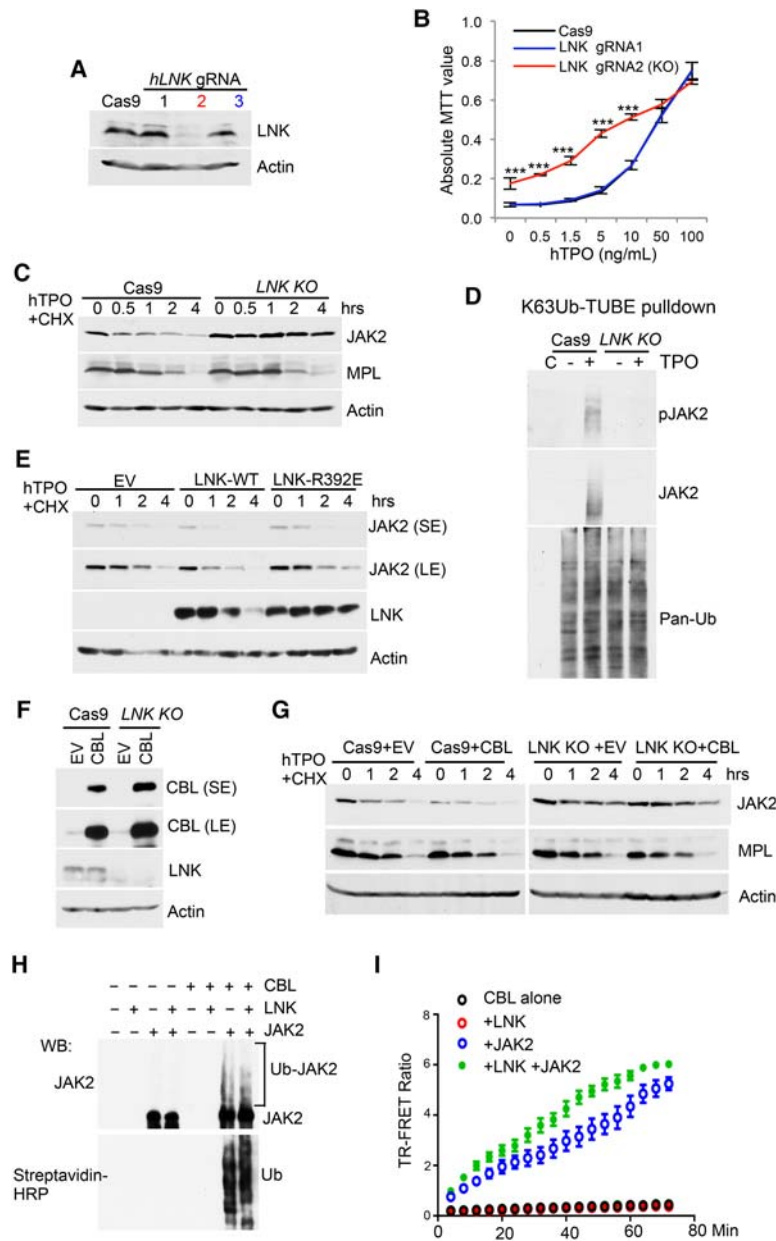 A
hLNK gRNA
Cas9 1 2 3
LNK
Actin
B
Cas9
LNK gRNA1
LNK gRNA2 (KO)
Absolute MTT value
1.0
0.8
0.6
0.4
0.2
0
*** *** *** *** ***
0 0.5 1.5 5 10 50 100
hTPO (ng/mL)
C
Cas9 LNK KO
hTPO +CHX
0 0.5 1 2 4 0 0.5 1 2 4 hrs
JAK2
MPL
Actin
D
K63Ub-TUBE pulldown
Cas9 LNK KO
C - + - + TPO
pJAK2
JAK2
Pan-Ub
E
EV LNK-WT LNK-R392E
hTPO +CHX
0 1 2 4 0 1 2 4 0 1 2 4 hrs
JAK2 (SE)
JAK2 (LE)
LNK
Actin
F
Cas9 LNK KO
EV CBL EV CBL
CBL (SE)
CBL (LE)
LNK
Actin
G
Cas9+EV Cas9+CBL LNK KO +EV LNK KO+CBL
hTPO +CHX
0 1 2 4 0 1 2 4 0 1 2 4 0 1 2 4 hrs
JAK2
MPL
Actin
H
– – – – + + + + CBL
– + – + – + – + LNK
– – + + – – + + JAK2
WB:
JAK2
Ub-JAK2
JAK2
Streptavidin-HRP
Ub
I
CBL alone
+LNK
+JAK2
+LNK +JAK2
TR-FRET Ratio
8
6
4
2
0
20 40 60 80 Min